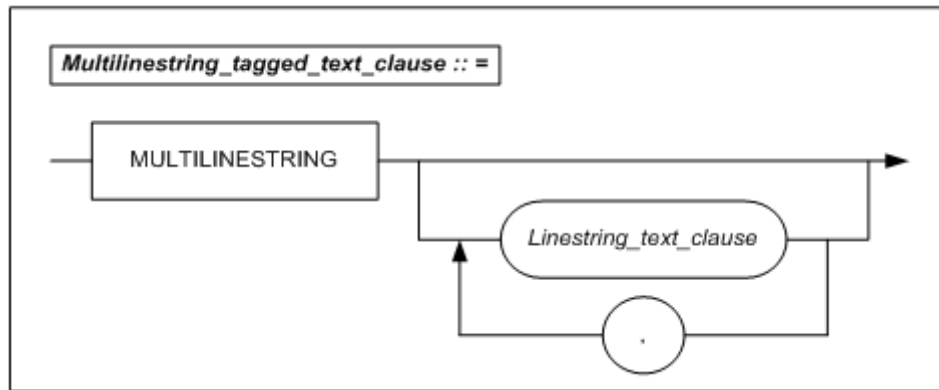 Multilinestring_tagged_text_clause :: =
MULTILINESTRING
Linestring_text_clause
,